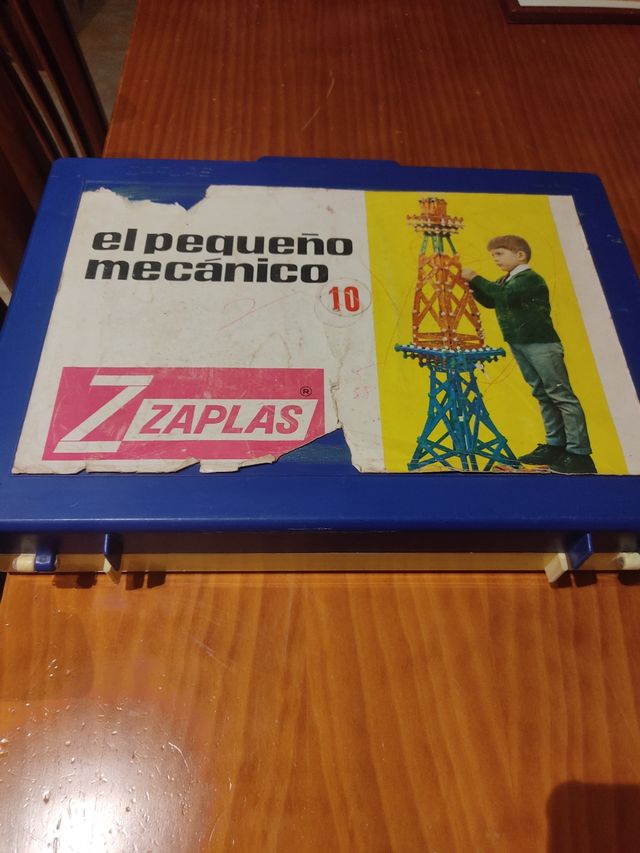 el pequeño
mecánico
10
Z ZAPLAS ®